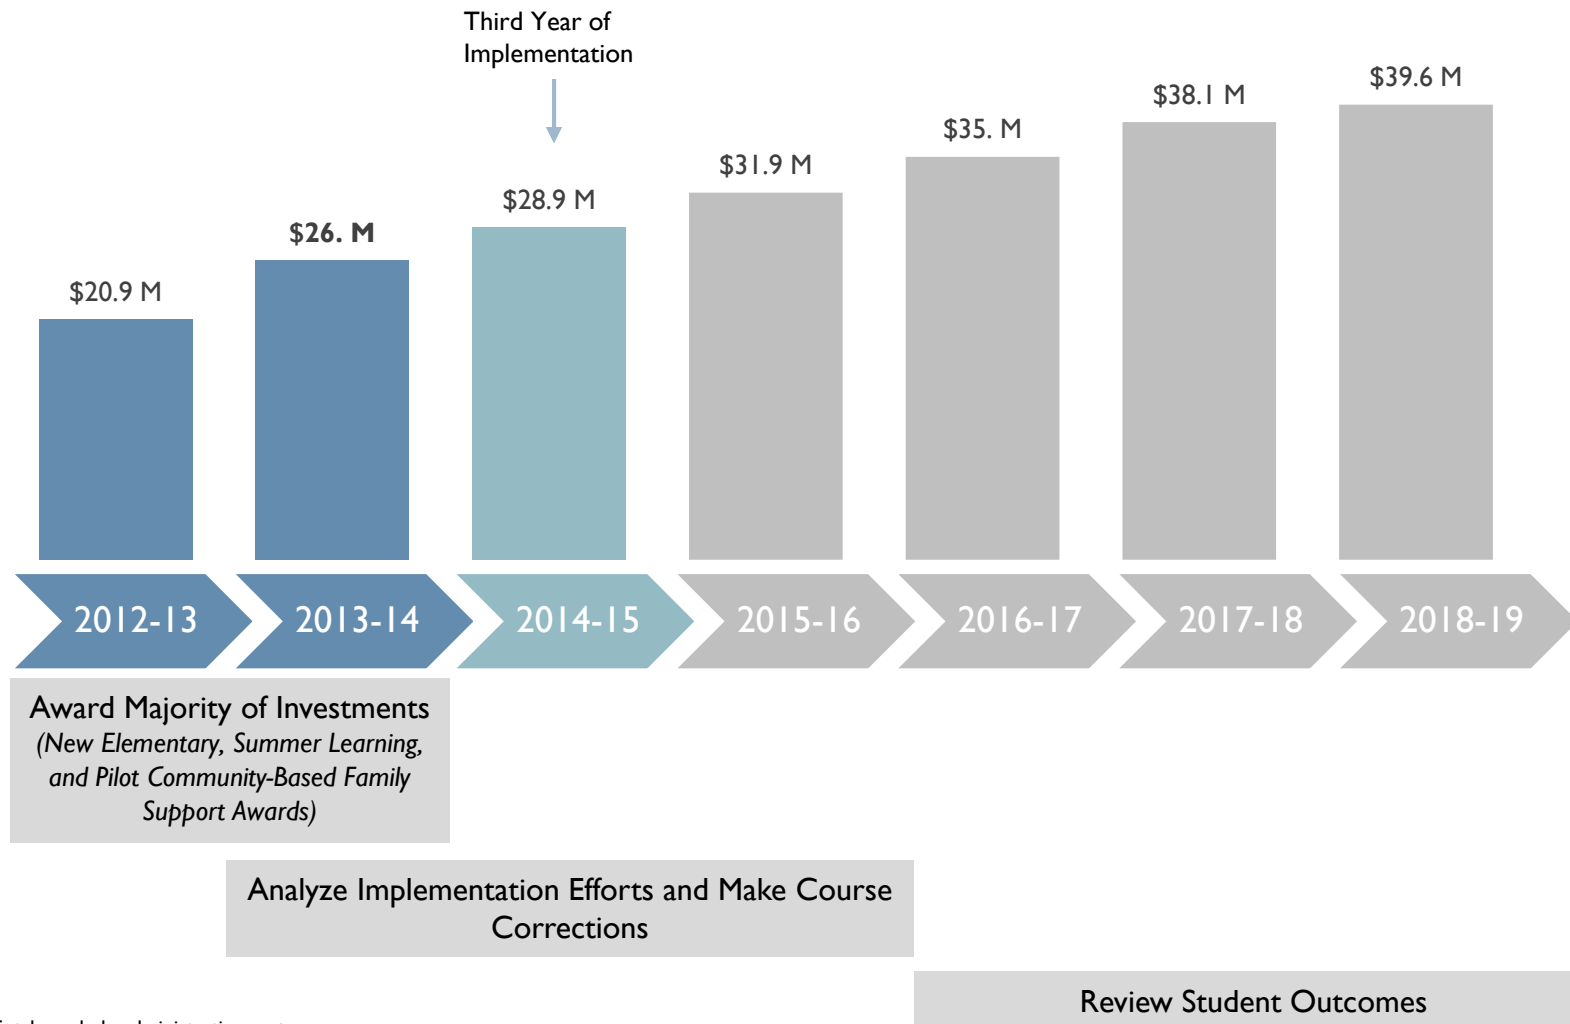 Third Year of
Implementation
$39.6 M
$38.1 M
$35. M
$31.9 M
$28.9 M
$26. M
$20.9 M
2012-13
2013-14
2014-15
2015-16
2016-17
2017-18
2018-19
Award Majority of Investments
(New Elementary, Summer Learning,
and Pilot Community-Based Family
Support Awards)
Analyze Implementation Efforts and Make Course
Corrections
Review Student Outcomes